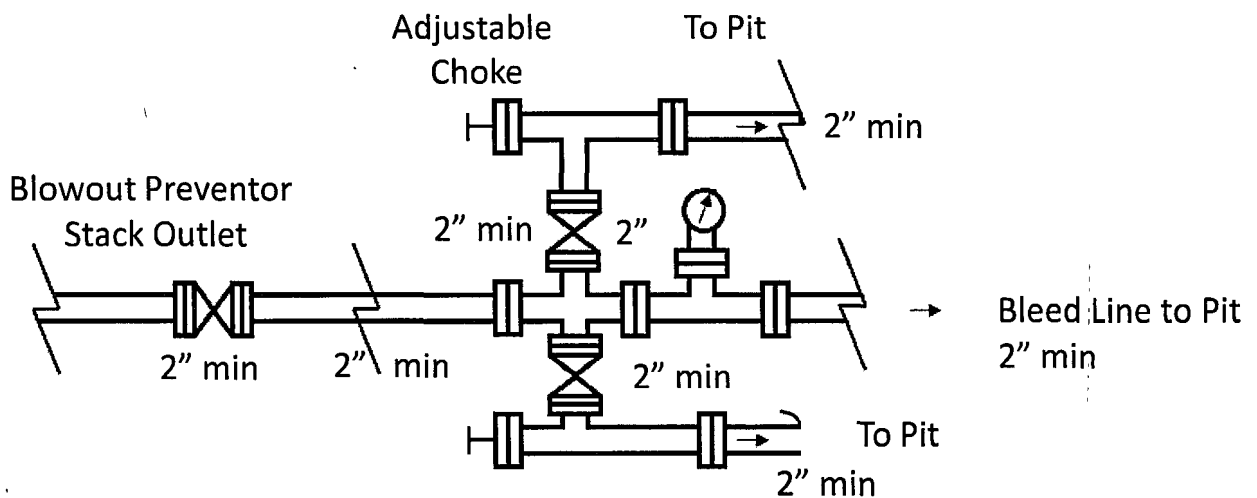 Adjustable
Choke
To Pit
2” min
Blowout Preventor
Stack Outlet
2” min
2”
2” min
2” min
2” min
Bleed Line to Pit
2” min
To Pit
2” min